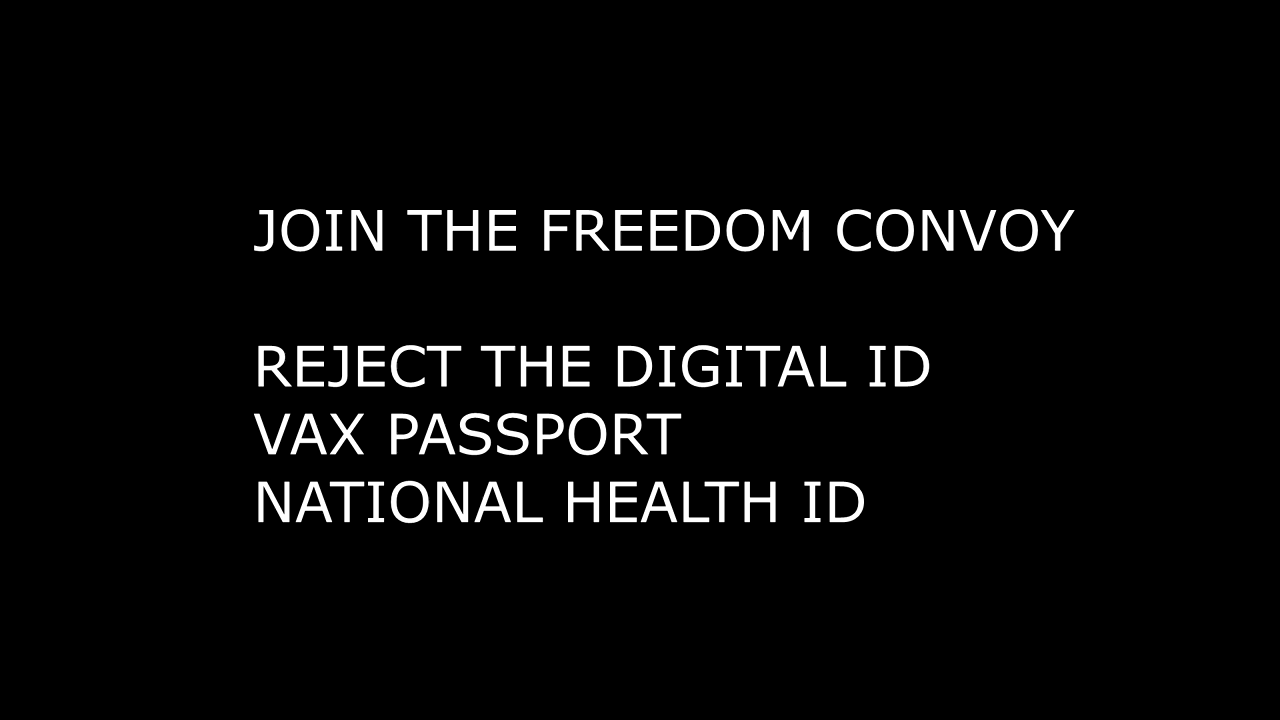 JOIN THE FREEDOM CONVOY
REJECT THE DIGITAL ID
VAX PASSPORT
NATIONAL HEALTH ID